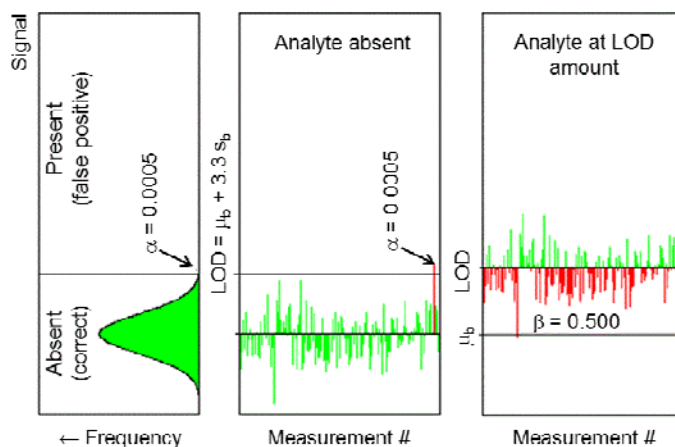 Signal
Present
(false positive)
α = 0.0005
Absent
(correct)
← Frequency
LOD = μb + 3.3 sb
Analyte absent
α = 0.0005
Measurement #
Analyte at LOD
amount
LOD
μb
β = 0.500
Measurement #